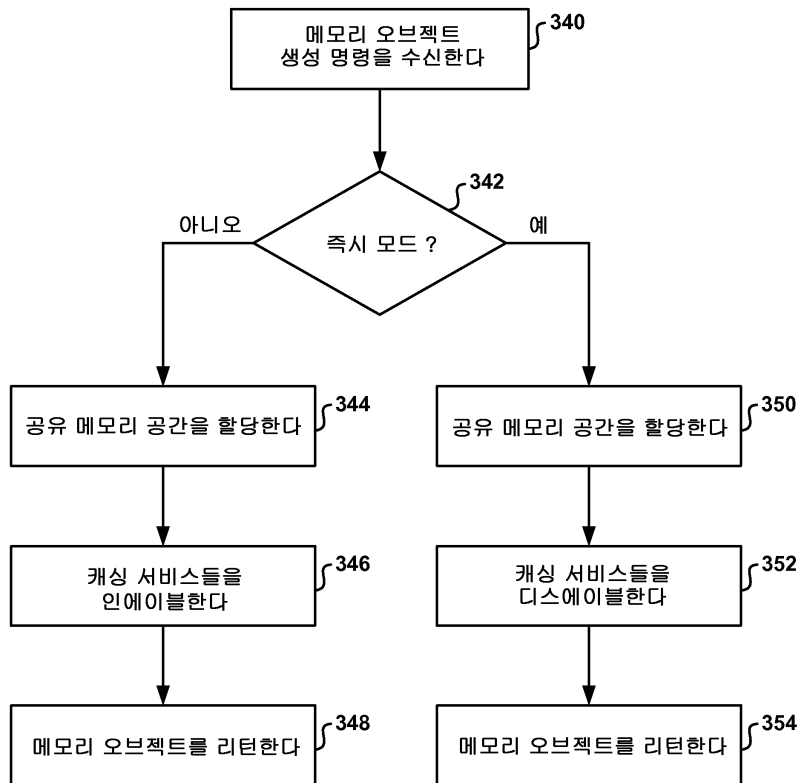 메모리 오브젝트
생성 명령을 수신한다
340
342
아니오
예
즉시 모드 ?
344
350
공유 메모리 공간을 할당한다
공유 메모리 공간을 할당한다
346
352
캐싱 서비스들을
인에이블한다
캐싱 서비스들을
디스에이블한다
348
354
메모리 오브젝트를 리턴한다
메모리 오브젝트를 리턴한다